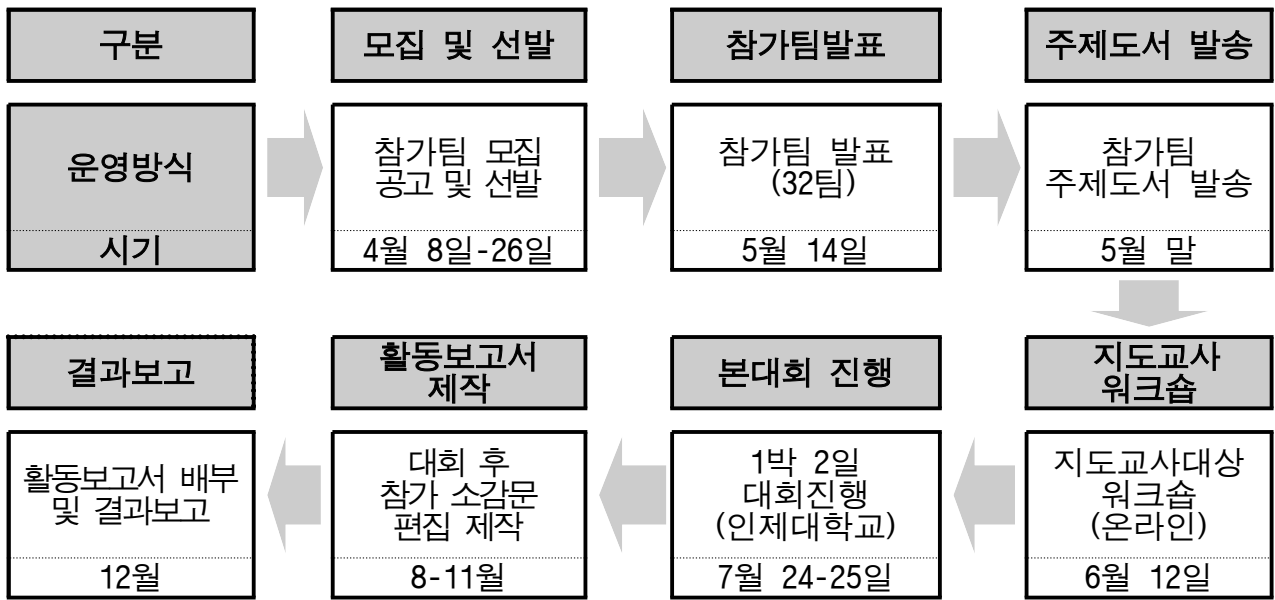 구분
모집 및 선발
참가팀발표
주제도서 발송
운영방식
시기
참가팀 모집
공고 및 선발
4월 8일-26일
참가팀 발표
(32팀)
5월 14일
참가팀
주제도서 발송
5월 말
지도교사
워크숍
지도교사대상
워크숍
(온라인)
6월 12일
본대회 진행
1박 2일
대회진행
(인제대학교)
7월 24-25일
활동보고서
제작
대회 후
참가 소감문
편집 제작
8-11월
결과보고
활동보고서 배부
및 결과보고
12월